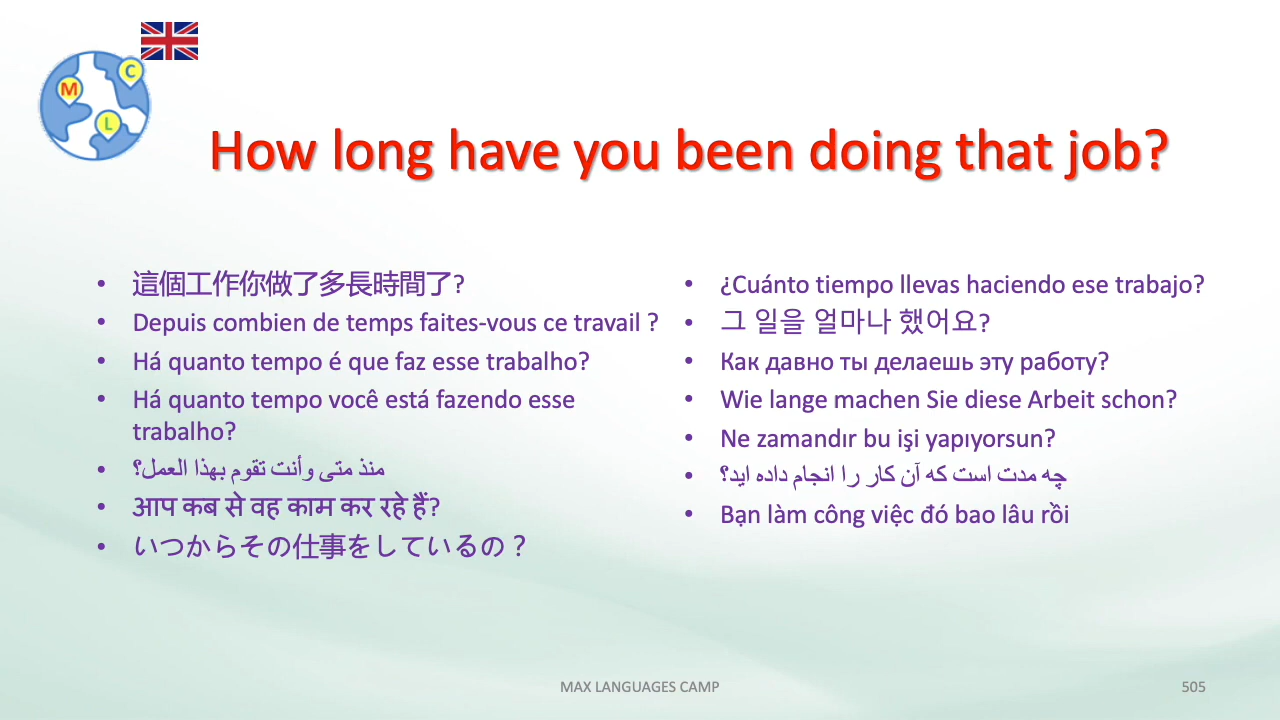 C
M
L
How long have you been doing that job?
• 這個工作你做了多長時間了?
• Depuis combien de temps faites-vous ce travail ?
• Há quanto tempo é que faz esse trabalho?
• Há quanto tempo você está fazendo esse
trabalho?
• منذ متى وأنت تقوم بهذا العمل؟
• आप कब से वह काम कर रहे हैं?
• いつからその仕事をしているの？
• ¿Cuánto tiempo llevas haciendo ese trabajo?
• 그 일을 얼마나 했어요?
• Как давно ты делаешь эту работу?
• Wie lange machen Sie diese Arbeit schon?
• Ne zamandır bu işi yapıyorsun?
• چه مدت است که آن کار را انجام داده اید؟
• Bạn làm công việc đó bao lâu rồi
MAX LANGUAGES CAMP
505